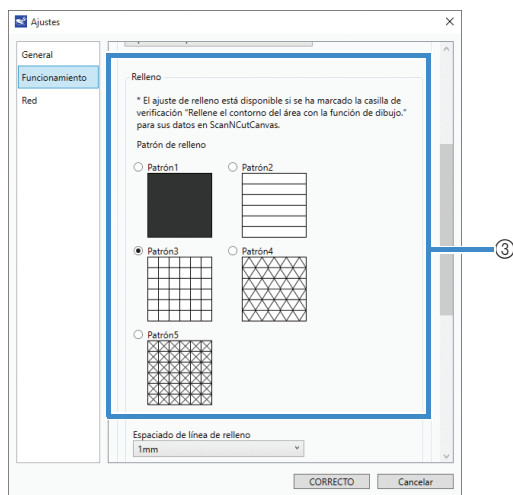 Ajustes
General
Funcionamiento
Red
Relleno
* El ajuste de relleno está disponible si se ha marcado la casilla de
verificación "Rellene el contorno del área con la función de dibujo."
para sus datos en ScanNCutCanvas.
Patrón de relleno
Patrón1 Patrón2
Patrón3 Patrón4
③
Patrón5
Espaciado de línea de relleno
1mm
CORRECTO Cancelar